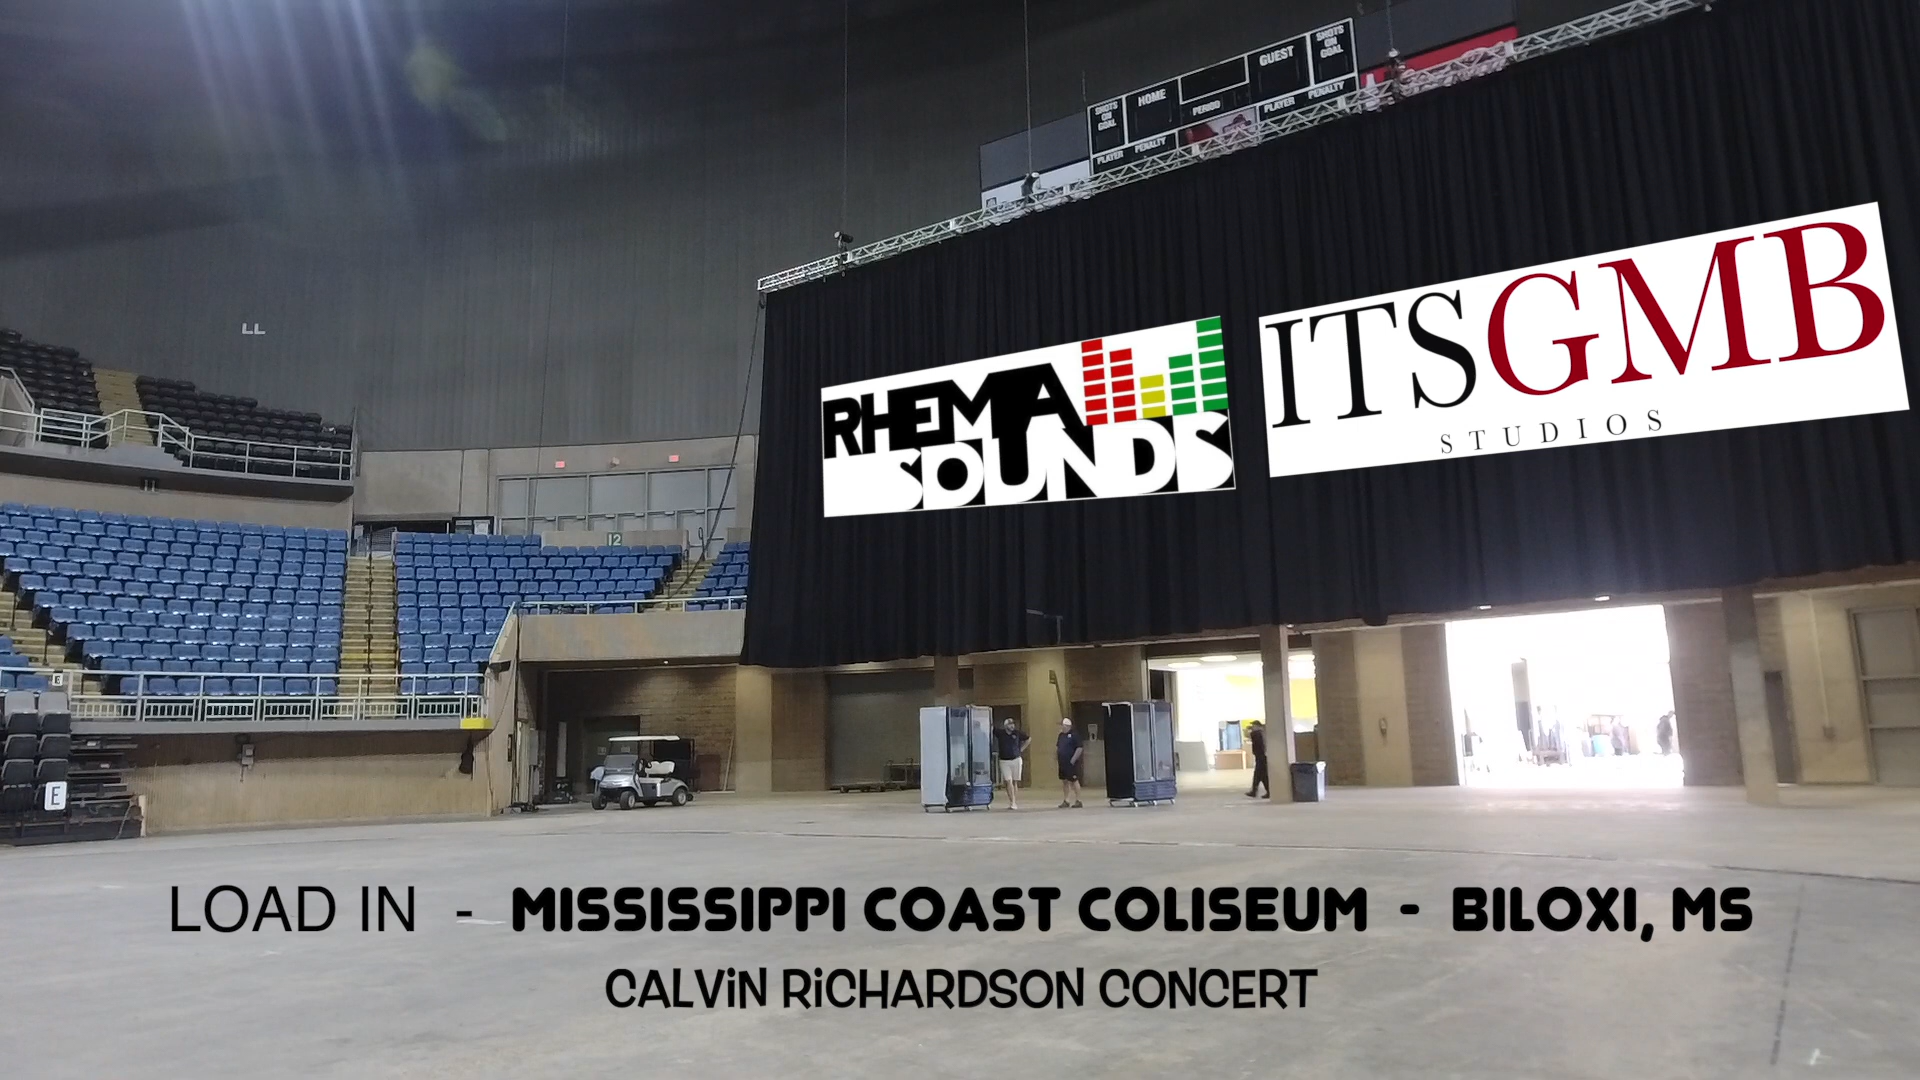 SHOTS
ON
GOAL
HOME
PERIOD
GUEST
SHOTS
ON
GOAL
PLAYER PENALTY
PLAYER PENALTY
LL
RHEMA
SOUNDS
ITSGMB
STUDIOS
12
E
E
LOAD IN - MISSISSIPPI COAST COLISEUM - BILOXI, MS
CALVIN RICHARDSON CONCERT